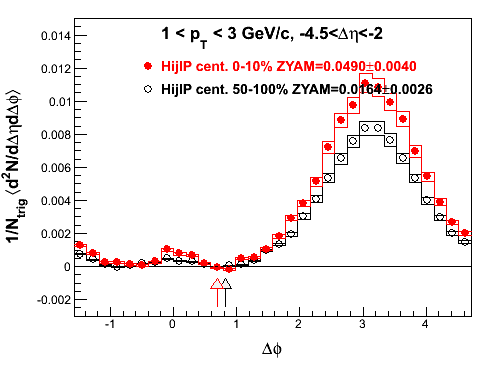 1 < pT < 3 GeV/c, -4.5<Δη<-2
HijIP cent. 0-10% ZYAM=0.0490±0.0040
HijIP cent. 50-100% ZYAM=0.0164±0.0026
1/Ntrig ⟨d²N/dΔηdΔϕ⟩
0.014
0.012
0.01
0.008
0.006
0.004
0.002
0
-0.002
-1 0 1 2 3 4
Δϕ